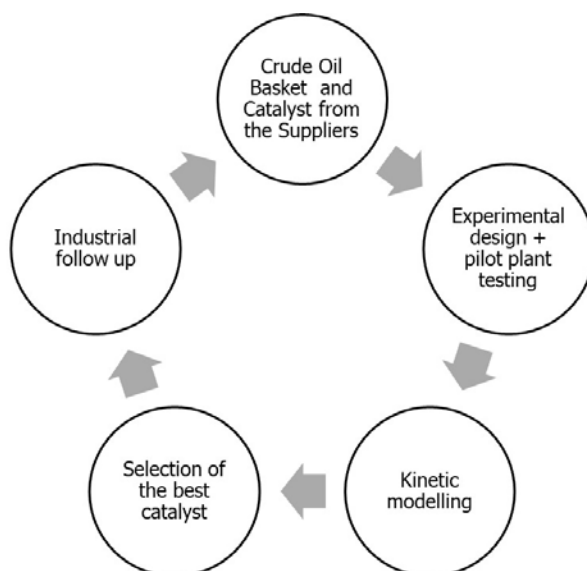 Crude Oil
Basket and
Catalyst from
the Suppliers
Experimental
design +
pilot plant
testing
Kinetic
modelling
Selection of
the best
catalyst
Industrial
follow up